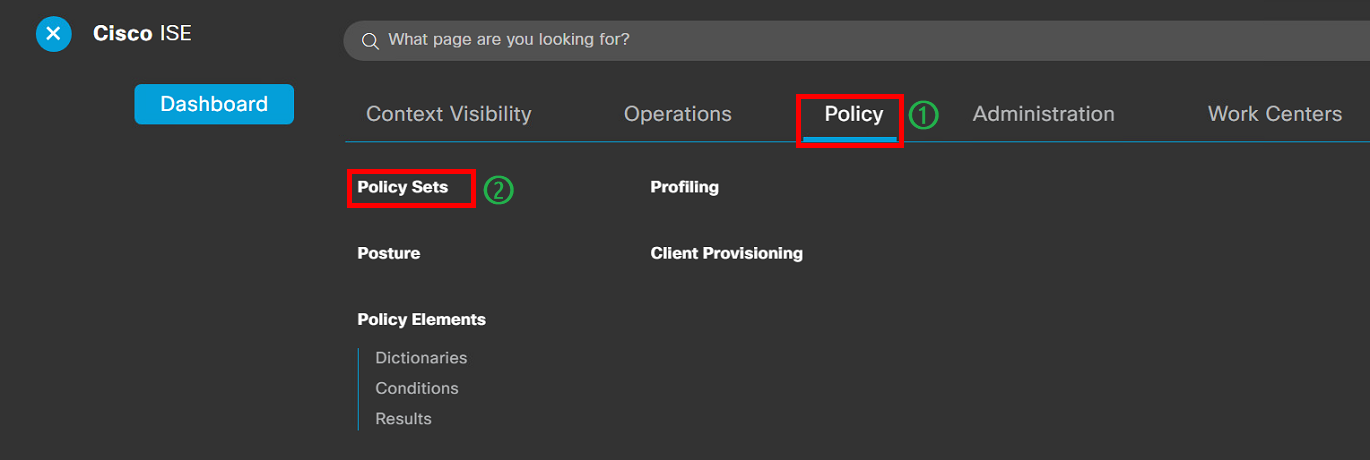 Cisco ISE
What page are you looking for?
Dashboard
Context Visibility Operations Policy ① Administration Work Centers
Policy Sets ② Profiling
Posture Client Provisioning
Policy Elements
Dictionaries
Conditions
Results